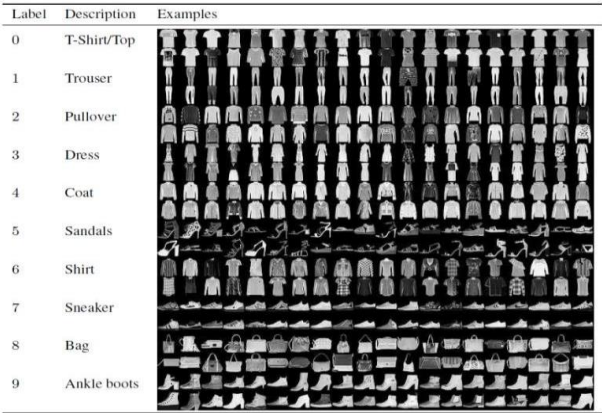 Label Description Examples
0 T-Shirt/Top
1 Trouser
2 Pullover
3 Dress
4 Coat
5 Sandals
6 Shirt
7 Sneaker
8 Bag
9 Ankle boots